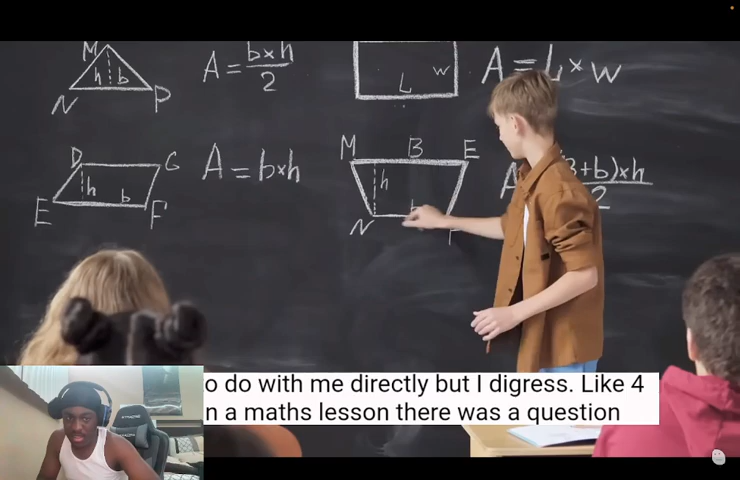 M
h b
N P
A = b×h
2
w
L
A = L × w
D G
h b
E F
A = b×h
M B E
h
N
+b)×h
2
o do with me directly but I digress. Like 4
n a maths lesson there was a question